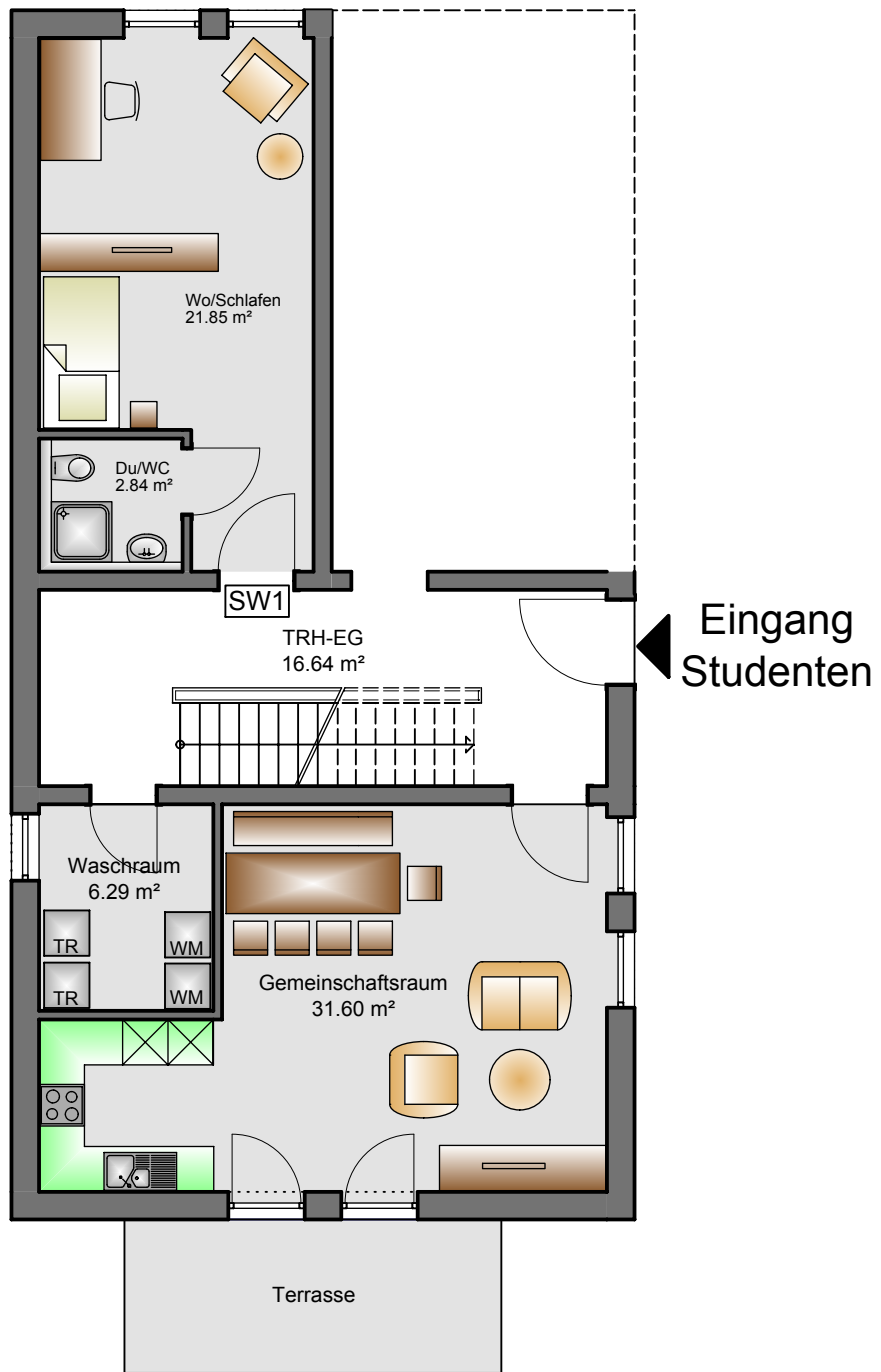 Wo/Schlafen
21.85 m²
Du/WC
2.84 m²
SW1
TRH-EG
16.64 m²
Eingang
Studenten
Waschraum
6.29 m²
TR
WM
TR
WM
Gemeinschaftsraum
31.60 m²
Terrasse